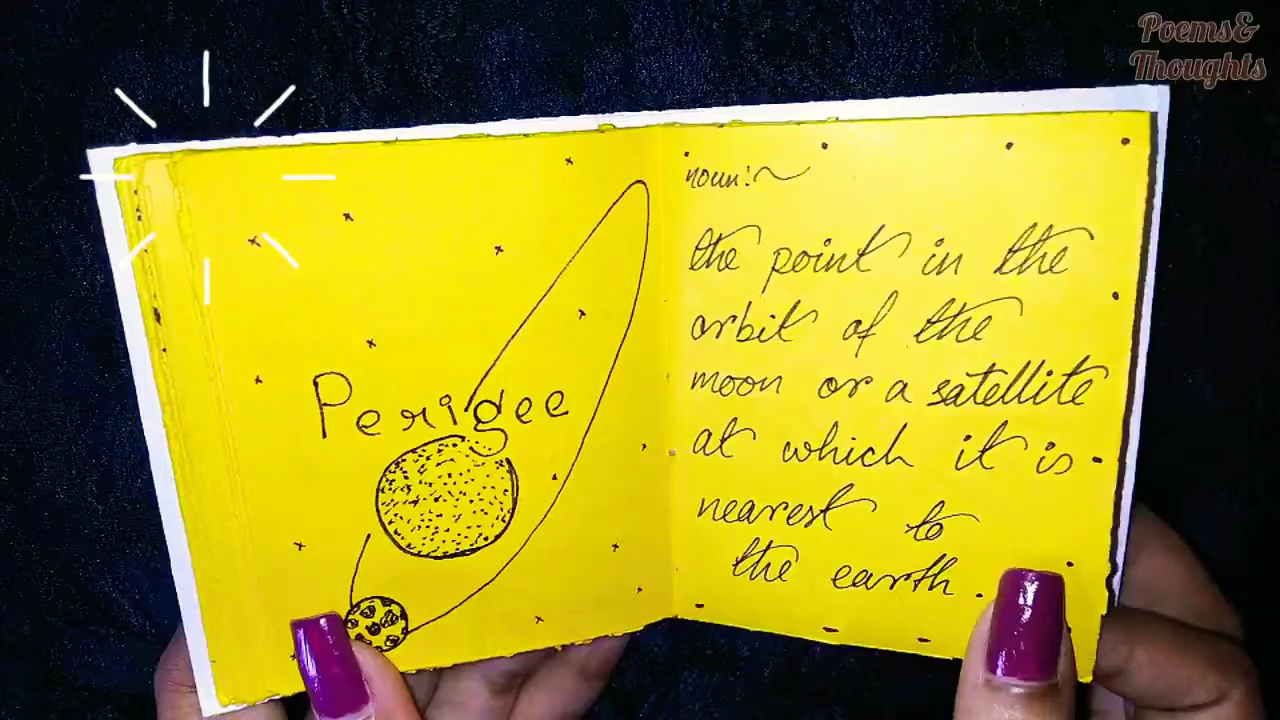 Poems&
Thoughts
Perigee
noun:~
the point in the
orbit of the
moon or a satellite
at which it is
nearest to
the earth.